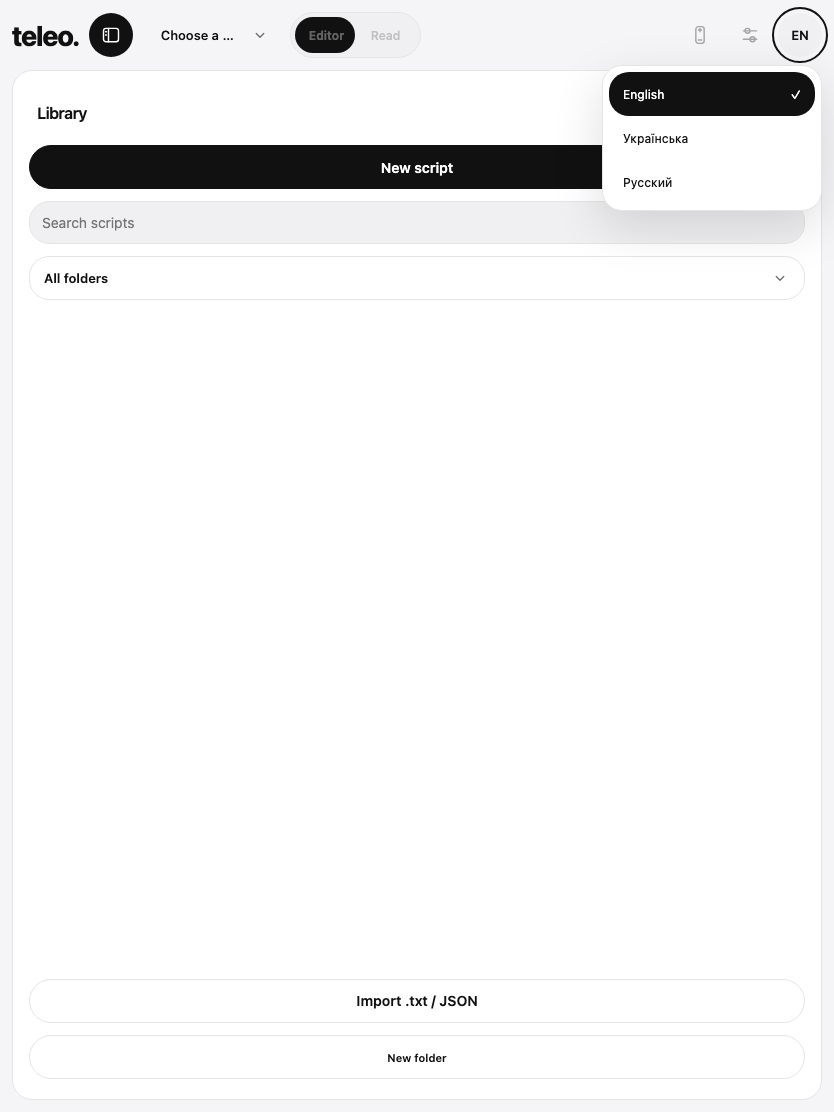 teleo.
Choose a ...
Editor
Read
EN
English
Українська
Русский
Library
New script
Search scripts
All folders
Import .txt / JSON
New folder